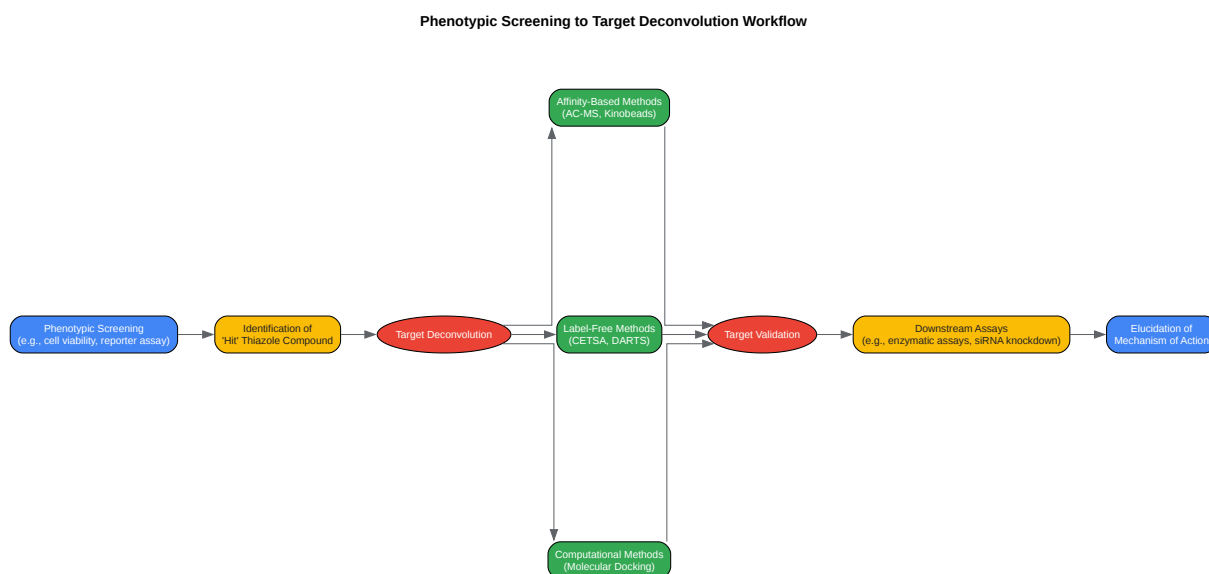 Phenotypic Screening to Target Deconvolution Workflow
Affinity-Based Methods
(AC-MS, Kinobeads)
Phenotypic Screening
(e.g., cell viability, reporter assay)
Identification of
'Hit' Thiazole Compound
Target Deconvolution
Label-Free Methods
(CETSA, DARTS)
Target Validation
Downstream Assays
(e.g., enzymatic assays, siRNA knockdown)
Elucidation of
Mechanism of Action
Computational Methods
(Molecular Docking)